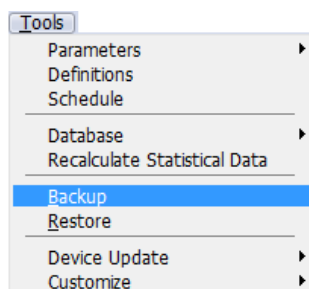 Tools
Parameters
Definitions
Schedule
Database
Recalculate Statistical Data
Backup
Restore
Device Update
Customize